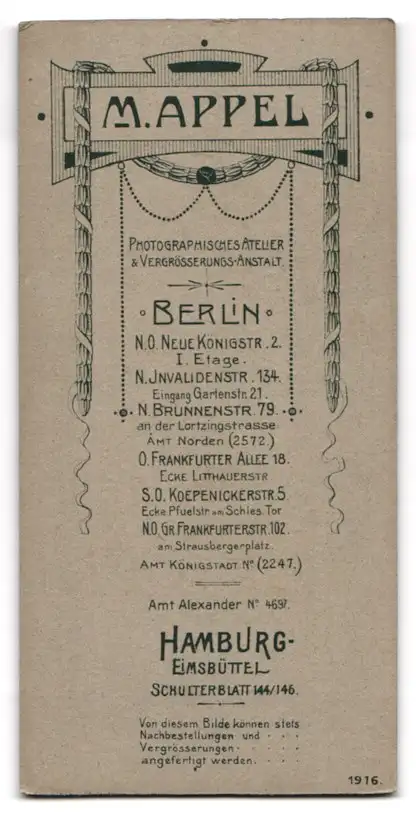 M. APPEL
PHOTOGRAPHISCHES ATELIER
& VERGRÖSSERUNGS-ANSTALT.
BERLIN
N.O. NEUE KÖNIGSTR. 2.
I. Etage.
N. JNVALIDENSTR. 134.
Eingang Gartenstr. 21.
N. BRUNNENSTR. 79.
an der Lortzingstrasse
AMT NORDEN (2572.)
O. FRANKFURTER ALLEE 18.
ECKE LITTHAUERSTR
S.O. KOEPENICKERSTR. 5
Ecke Pfuelstr am Schles. Tor
N.O. GR. FRANKFURTERSTR. 102.
am Strausbergerplatz.
AMT KÖNIGSTADT No (2247.)
Amt Alexander No 4697.
HAMBURG-
EIMSBÜTTEL
SCHULTERBLATT 144/146.
Von diesem Bilde können stets
Nachbestellungen und · · ·
Vergrösserungen · · · · ·
angefertigt werden. · · · ·
1916.